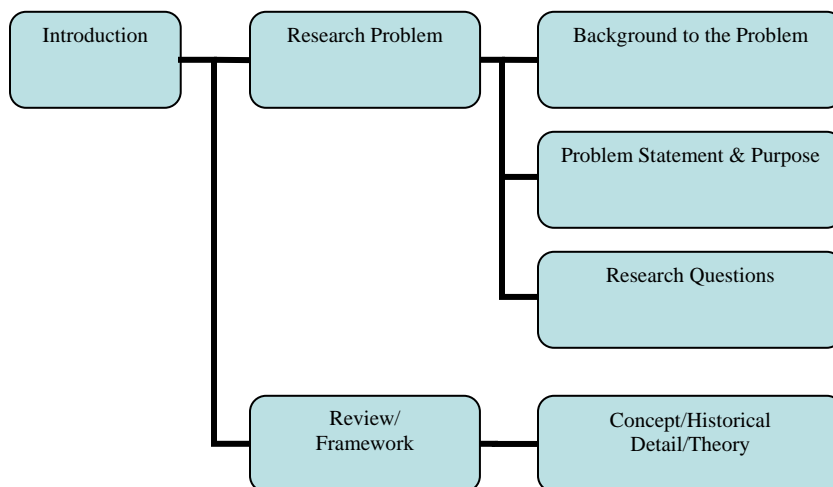 Introduction
Research Problem
Background to the Problem
Problem Statement & Purpose
Research Questions
Review/
Framework
Concept/Historical
Detail/Theory